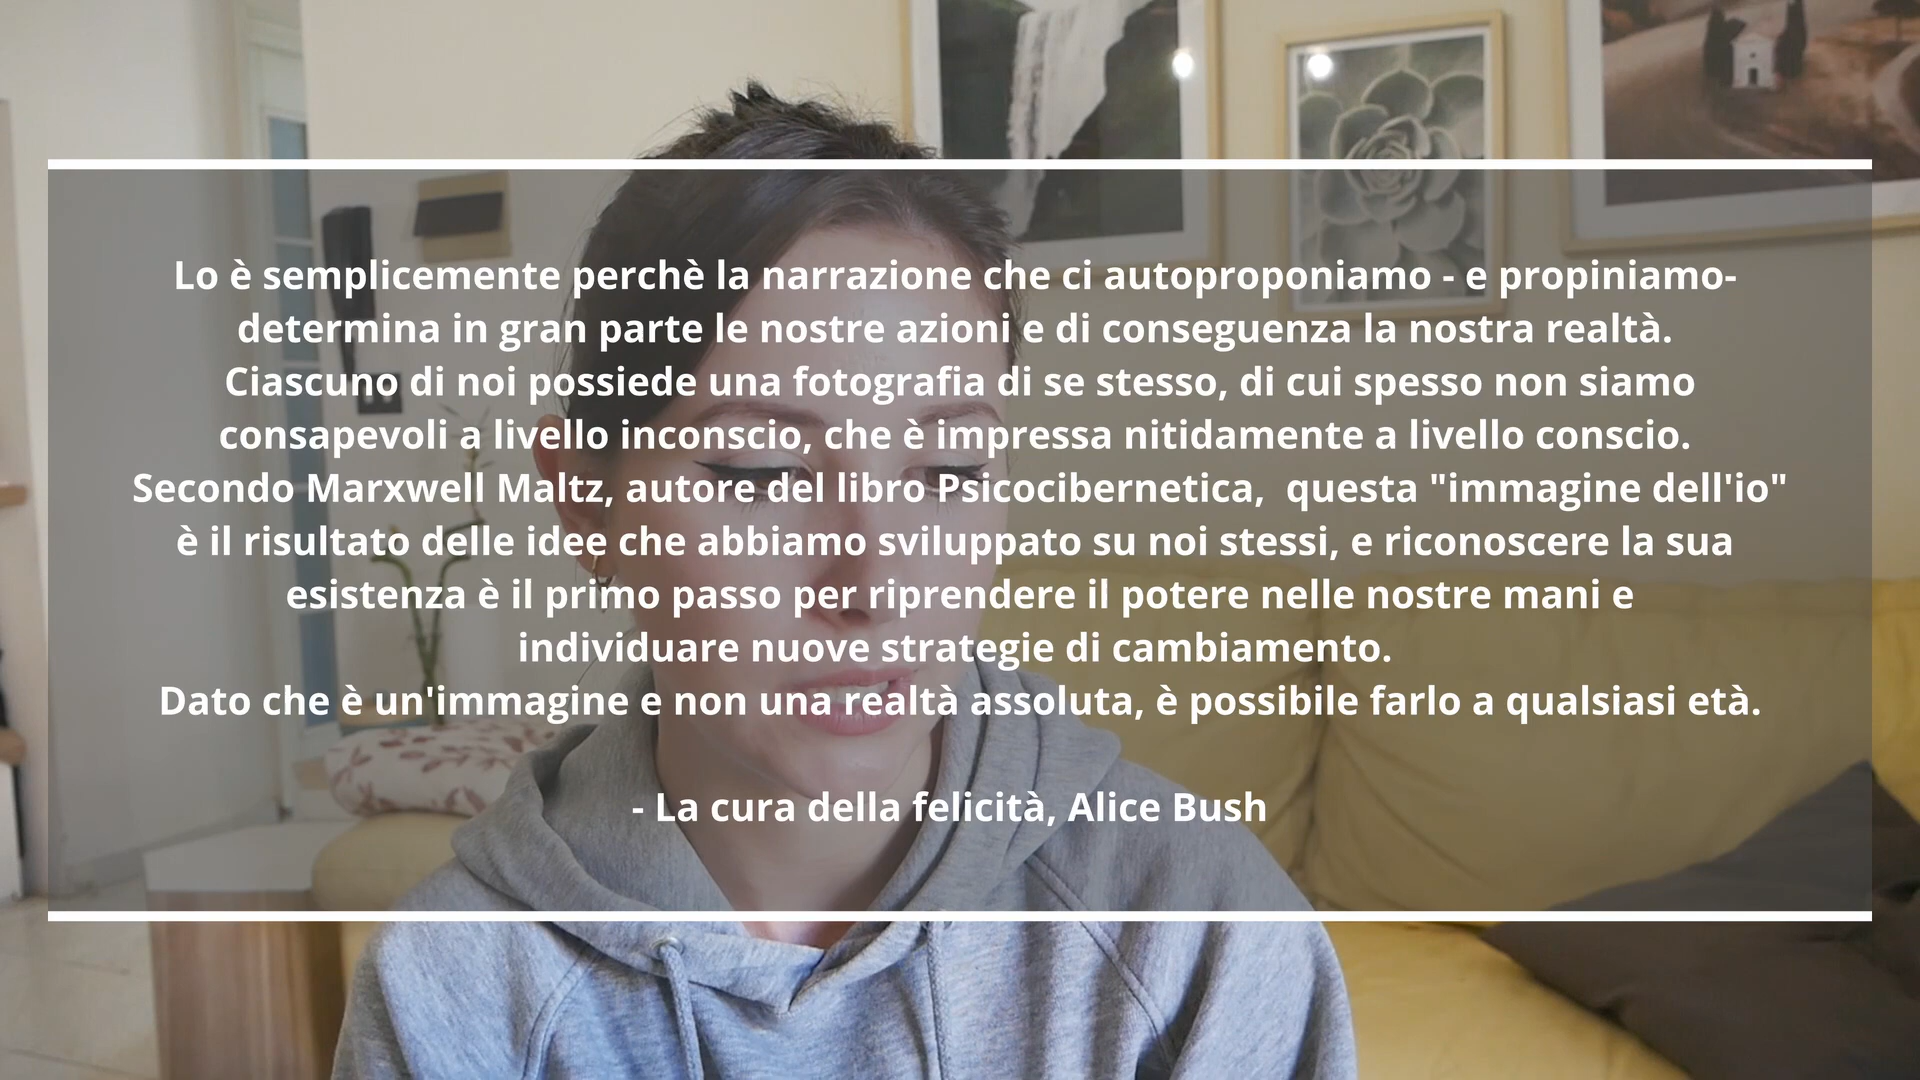 Lo è semplicemente perchè la narrazione che ci autoproponiamo - e propiniamo-
determina in gran parte le nostre azioni e di conseguenza la nostra realtà.
Ciascuno di noi possiede una fotografia di se stesso, di cui spesso non siamo
consapevoli a livello inconscio, che è impressa nitidamente a livello conscio.
Secondo Marxwell Maltz, autore del libro Psicocibernetica,  questa "immagine dell'io"
è il risultato delle idee che abbiamo sviluppato su noi stessi, e riconoscere la sua
esistenza è il primo passo per riprendere il potere nelle nostre mani e
individuare nuove strategie di cambiamento.
Dato che è un'immagine e non una realtà assoluta, è possibile farlo a qualsiasi età.
- La cura della felicità, Alice Bush